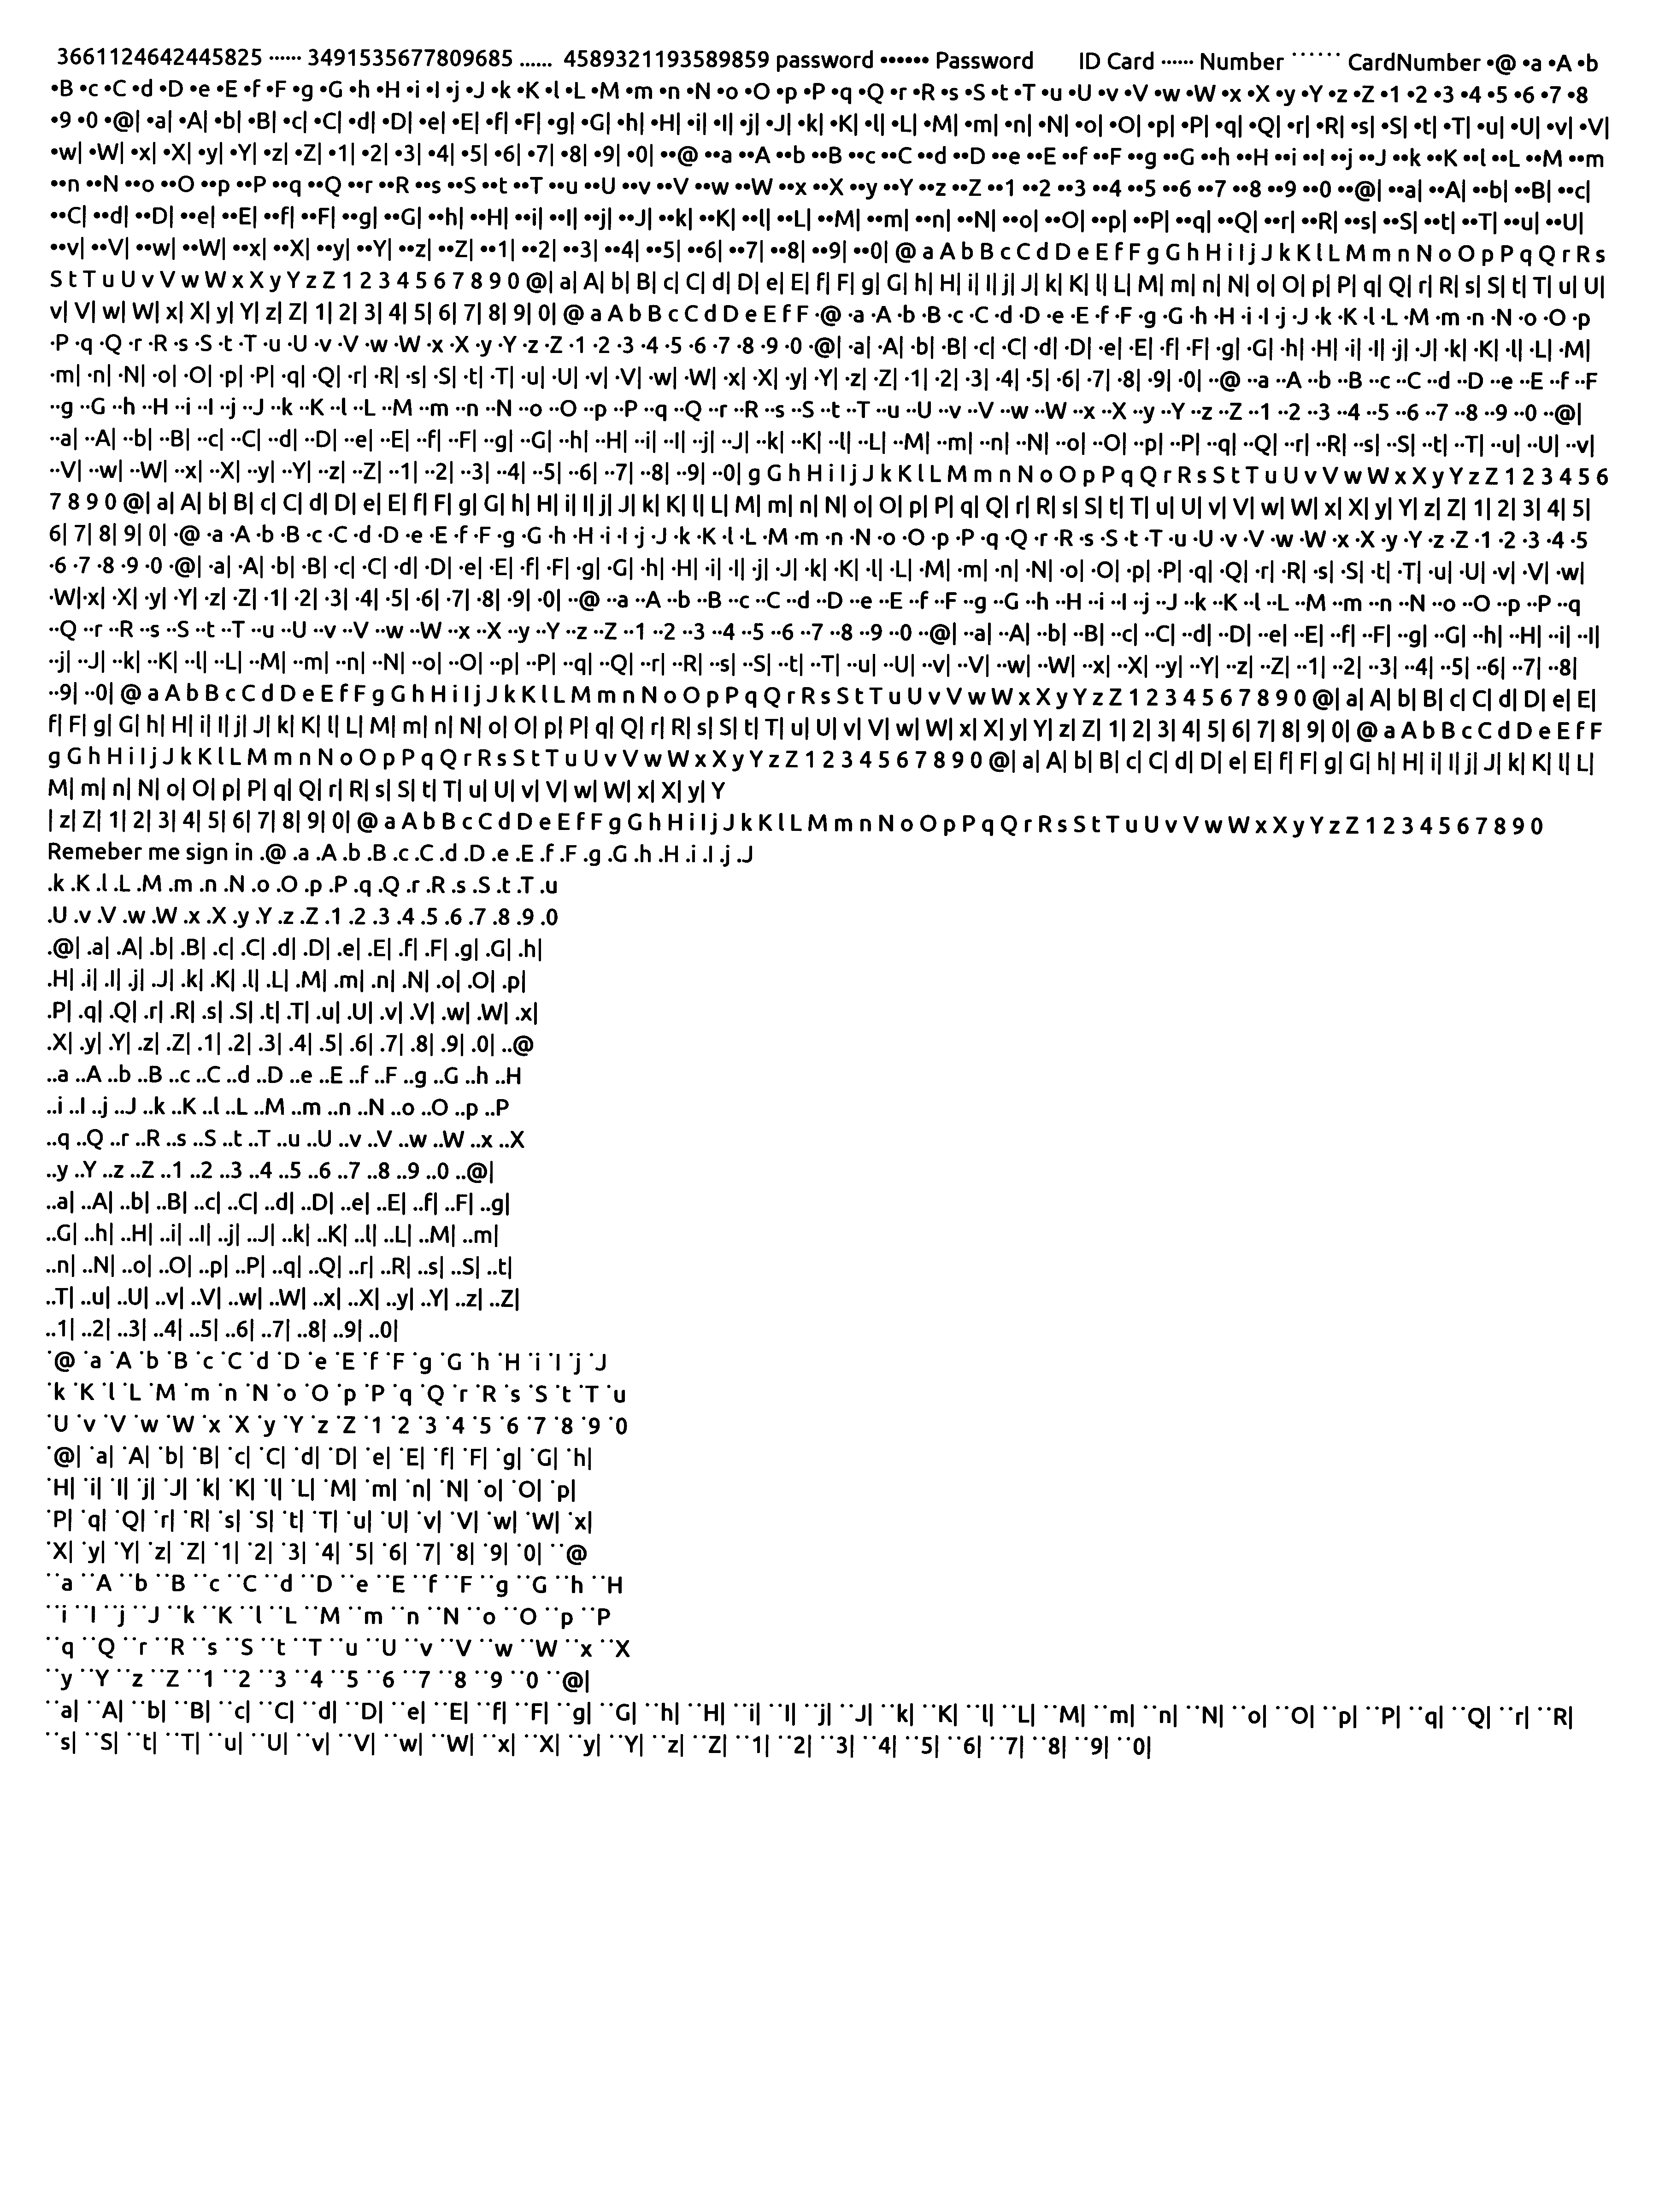 3661124642445825 ······ 3491535677809685 ......  4589321193589859 password •••••• Password      ID Card ······ Number ˙˙˙˙˙˙ CardNumber •@ •a •A •b
•B •c •C •d •D •e •E •f •F •g •G •h •H •i •I •j •J •k •K •l •L •M •m •n •N •o •O •p •P •q •Q •r •R •s •S •t •T •u •U •v •V •w •W •x •X •y •Y •z •Z •1 •2 •3 •4 •5 •6 •7 •8
•9 •0 •@| •a| •A| •b| •B| •c| •C| •d| •D| •e| •E| •f| •F| •g| •G| •h| •H| •i| •I| •j| •J| •k| •K| •l| •L| •M| •m| •n| •N| •o| •O| •p| •P| •q| •Q| •r| •R| •s| •S| •t| •T| •u| •U| •v| •V|
•w| •W| •x| •X| •y| •Y| •z| •Z| •1| •2| •3| •4| •5| •6| •7| •8| •9| •0| ••@ ••a ••A ••b ••B ••c ••C ••d ••D ••e ••E ••f ••F ••g ••G ••h ••H ••i ••I ••j ••J ••k ••K ••l ••L ••M ••m
••n ••N ••o ••O ••p ••P ••q ••Q ••r ••R ••s ••S ••t ••T ••u ••U ••v ••V ••w ••W ••x ••X ••y ••Y ••z ••Z ••1 ••2 ••3 ••4 ••5 ••6 ••7 ••8 ••9 ••0 ••@| ••a| ••A| ••b| ••B| ••c|
••C| ••d| ••D| ••e| ••E| ••f| ••F| ••g| ••G| ••h| ••H| ••i| ••I| ••j| ••J| ••k| ••K| ••l| ••L| ••M| ••m| ••n| ••N| ••o| ••O| ••p| ••P| ••q| ••Q| ••r| ••R| ••s| ••S| ••t| ••T| ••u| ••U|
••v| ••V| ••w| ••W| ••x| ••X| ••y| ••Y| ••z| ••Z| ••1| ••2| ••3| ••4| ••5| ••6| ••7| ••8| ••9| ••0| @ a A b B c C d D e E f F g G h H i I j J k K l L M m n N o O p P q Q r R s
S t T u U v V w W x X y Y z Z 1 2 3 4 5 6 7 8 9 0 @| a| A| b| B| c| C| d| D| e| E| f| F| g| G| h| H| i| I| j| J| k| K| l| L| M| m| n| N| o| O| p| P| q| Q| r| R| s| S| t| T| u| U|
v| V| w| W| x| X| y| Y| z| Z| 1| 2| 3| 4| 5| 6| 7| 8| 9| 0| @ a A b B c C d D e E f F ·@ ·a ·A ·b ·B ·c ·C ·d ·D ·e ·E ·f ·F ·g ·G ·h ·H ·i ·I ·j ·J ·k ·K ·l ·L ·M ·m ·n ·N ·o ·O ·p
·P ·q ·Q ·r ·R ·s ·S ·t ·T ·u ·U ·v ·V ·w ·W ·x ·X ·y ·Y ·z ·Z ·1 ·2 ·3 ·4 ·5 ·6 ·7 ·8 ·9 ·0 ·@| ·a| ·A| ·b| ·B| ·c| ·C| ·d| ·D| ·e| ·E| ·f| ·F| ·g| ·G| ·h| ·H| ·i| ·I| ·j| ·J| ·k| ·K| ·l| ·L| ·M|
·m| ·n| ·N| ·o| ·O| ·p| ·P| ·q| ·Q| ·r| ·R| ·s| ·S| ·t| ·T| ·u| ·U| ·v| ·V| ·w| ·W| ·x| ·X| ·y| ·Y| ·z| ·Z| ·1| ·2| ·3| ·4| ·5| ·6| ·7| ·8| ·9| ·0| ··@ ··a ··A ··b ··B ··c ··C ··d ··D ··e ··E ··f ··F
··g ··G ··h ··H ··i ··I ··j ··J ··k ··K ··l ··L ··M ··m ··n ··N ··o ··O ··p ··P ··q ··Q ··r ··R ··s ··S ··t ··T ··u ··U ··v ··V ··w ··W ··x ··X ··y ··Y ··z ··Z ··1 ··2 ··3 ··4 ··5 ··6 ··7 ··8 ··9 ··0 ··@|
··a| ··A| ··b| ··B| ··c| ··C| ··d| ··D| ··e| ··E| ··f| ··F| ··g| ··G| ··h| ··H| ··i| ··I| ··j| ··J| ··k| ··K| ··l| ··L| ··M| ··m| ··n| ··N| ··o| ··O| ··p| ··P| ··q| ··Q| ··r| ··R| ··s| ··S| ··t| ··T| ··u| ··U| ··v|
··V| ··w| ··W| ··x| ··X| ··y| ··Y| ··z| ··Z| ··1| ··2| ··3| ··4| ··5| ··6| ··7| ··8| ··9| ··0| g G h H i I j J k K l L M m n N o O p P q Q r R s S t T u U v V w W x X y Y z Z 1 2 3 4 5 6
7 8 9 0 @| a| A| b| B| c| C| d| D| e| E| f| F| g| G| h| H| i| I| j| J| k| K| l| L| M| m| n| N| o| O| p| P| q| Q| r| R| s| S| t| T| u| U| v| V| w| W| x| X| y| Y| z| Z| 1| 2| 3| 4| 5|
6| 7| 8| 9| 0| ·@ ·a ·A ·b ·B ·c ·C ·d ·D ·e ·E ·f ·F ·g ·G ·h ·H ·i ·I ·j ·J ·k ·K ·l ·L ·M ·m ·n ·N ·o ·O ·p ·P ·q ·Q ·r ·R ·s ·S ·t ·T ·u ·U ·v ·V ·w ·W ·x ·X ·y ·Y ·z ·Z ·1 ·2 ·3 ·4 ·5
·6 ·7 ·8 ·9 ·0 ·@| ·a| ·A| ·b| ·B| ·c| ·C| ·d| ·D| ·e| ·E| ·f| ·F| ·g| ·G| ·h| ·H| ·i| ·I| ·j| ·J| ·k| ·K| ·l| ·L| ·M| ·m| ·n| ·N| ·o| ·O| ·p| ·P| ·q| ·Q| ·r| ·R| ·s| ·S| ·t| ·T| ·u| ·U| ·v| ·V| ·w|
·W|·x| ·X| ·y| ·Y| ·z| ·Z| ·1| ·2| ·3| ·4| ·5| ·6| ·7| ·8| ·9| ·0| ··@ ··a ··A ··b ··B ··c ··C ··d ··D ··e ··E ··f ··F ··g ··G ··h ··H ··i ··I ··j ··J ··k ··K ··l ··L ··M ··m ··n ··N ··o ··O ··p ··P ··q
··Q ··r ··R ··s ··S ··t ··T ··u ··U ··v ··V ··w ··W ··x ··X ··y ··Y ··z ··Z ··1 ··2 ··3 ··4 ··5 ··6 ··7 ··8 ··9 ··0 ··@| ··a| ··A| ··b| ··B| ··c| ··C| ··d| ··D| ··e| ··E| ··f| ··F| ··g| ··G| ··h| ··H| ··i| ··I|
··j| ··J| ··k| ··K| ··l| ··L| ··M| ··m| ··n| ··N| ··o| ··O| ··p| ··P| ··q| ··Q| ··r| ··R| ··s| ··S| ··t| ··T| ··u| ··U| ··v| ··V| ··w| ··W| ··x| ··X| ··y| ··Y| ··z| ··Z| ··1| ··2| ··3| ··4| ··5| ··6| ··7| ··8|
··9| ··0| @ a A b B c C d D e E f F g G h H i I j J k K l L M m n N o O p P q Q r R s S t T u U v V w W x X y Y z Z 1 2 3 4 5 6 7 8 9 0 @| a| A| b| B| c| C| d| D| e| E|
f| F| g| G| h| H| i| I| j| J| k| K| l| L| M| m| n| N| o| O| p| P| q| Q| r| R| s| S| t| T| u| U| v| V| w| W| x| X| y| Y| z| Z| 1| 2| 3| 4| 5| 6| 7| 8| 9| 0| @ a A b B c C d D e E f F
g G h H i I j J k K l L M m n N o O p P q Q r R s S t T u U v V w W x X y Y z Z 1 2 3 4 5 6 7 8 9 0 @| a| A| b| B| c| C| d| D| e| E| f| F| g| G| h| H| i| I| j| J| k| K| l| L|
M| m| n| N| o| O| p| P| q| Q| r| R| s| S| t| T| u| U| v| V| w| W| x| X| y| Y
| z| Z| 1| 2| 3| 4| 5| 6| 7| 8| 9| 0| @ a A b B c C d D e E f F g G h H i I j J k K l L M m n N o O p P q Q r R s S t T u U v V w W x X y Y z Z 1 2 3 4 5 6 7 8 9 0
Remeber me sign in .@ .a .A .b .B .c .C .d .D .e .E .f .F .g .G .h .H .i .I .j .J
.k .K .l .L .M .m .n .N .o .O .p .P .q .Q .r .R .s .S .t .T .u
.U .v .V .w .W .x .X .y .Y .z .Z .1 .2 .3 .4 .5 .6 .7 .8 .9 .0
.@| .a| .A| .b| .B| .c| .C| .d| .D| .e| .E| .f| .F| .g| .G| .h|
.H| .i| .I| .j| .J| .k| .K| .l| .L| .M| .m| .n| .N| .o| .O| .p|
.P| .q| .Q| .r| .R| .s| .S| .t| .T| .u| .U| .v| .V| .w| .W| .x|
.X| .y| .Y| .z| .Z| .1| .2| .3| .4| .5| .6| .7| .8| .9| .0| ..@
..a ..A ..b ..B ..c ..C ..d ..D ..e ..E ..f ..F ..g ..G ..h ..H
..i ..I ..j ..J ..k ..K ..l ..L ..M ..m ..n ..N ..o ..O ..p ..P
..q ..Q ..r ..R ..s ..S ..t ..T ..u ..U ..v ..V ..w ..W ..x ..X
..y ..Y ..z ..Z ..1 ..2 ..3 ..4 ..5 ..6 ..7 ..8 ..9 ..0 ..@|
..a| ..A| ..b| ..B| ..c| ..C| ..d| ..D| ..e| ..E| ..f| ..F| ..g|
..G| ..h| ..H| ..i| ..I| ..j| ..J| ..k| ..K| ..l| ..L| ..M| ..m|
..n| ..N| ..o| ..O| ..p| ..P| ..q| ..Q| ..r| ..R| ..s| ..S| ..t|
..T| ..u| ..U| ..v| ..V| ..w| ..W| ..x| ..X| ..y| ..Y| ..z| ..Z|
..1| ..2| ..3| ..4| ..5| ..6| ..7| ..8| ..9| ..0|
˙@ ˙a ˙A ˙b ˙B ˙c ˙C ˙d ˙D ˙e ˙E ˙f ˙F ˙g ˙G ˙h ˙H ˙i ˙I ˙j ˙J
˙k ˙K ˙l ˙L ˙M ˙m ˙n ˙N ˙o ˙O ˙p ˙P ˙q ˙Q ˙r ˙R ˙s ˙S ˙t ˙T ˙u
˙U ˙v ˙V ˙w ˙W ˙x ˙X ˙y ˙Y ˙z ˙Z ˙1 ˙2 ˙3 ˙4 ˙5 ˙6 ˙7 ˙8 ˙9 ˙0
˙@| ˙a| ˙A| ˙b| ˙B| ˙c| ˙C| ˙d| ˙D| ˙e| ˙E| ˙f| ˙F| ˙g| ˙G| ˙h|
˙H| ˙i| ˙I| ˙j| ˙J| ˙k| ˙K| ˙l| ˙L| ˙M| ˙m| ˙n| ˙N| ˙o| ˙O| ˙p|
˙P| ˙q| ˙Q| ˙r| ˙R| ˙s| ˙S| ˙t| ˙T| ˙u| ˙U| ˙v| ˙V| ˙w| ˙W| ˙x|
˙X| ˙y| ˙Y| ˙z| ˙Z| ˙1| ˙2| ˙3| ˙4| ˙5| ˙6| ˙7| ˙8| ˙9| ˙0| ˙˙@
˙˙a ˙˙A ˙˙b ˙˙B ˙˙c ˙˙C ˙˙d ˙˙D ˙˙e ˙˙E ˙˙f ˙˙F ˙˙g ˙˙G ˙˙h ˙˙H
˙˙i ˙˙I ˙˙j ˙˙J ˙˙k ˙˙K ˙˙l ˙˙L ˙˙M ˙˙m ˙˙n ˙˙N ˙˙o ˙˙O ˙˙p ˙˙P
˙˙q ˙˙Q ˙˙r ˙˙R ˙˙s ˙˙S ˙˙t ˙˙T ˙˙u ˙˙U ˙˙v ˙˙V ˙˙w ˙˙W ˙˙x ˙˙X
˙˙y ˙˙Y ˙˙z ˙˙Z ˙˙1 ˙˙2 ˙˙3 ˙˙4 ˙˙5 ˙˙6 ˙˙7 ˙˙8 ˙˙9 ˙˙0 ˙˙@|
˙˙a| ˙˙A| ˙˙b| ˙˙B| ˙˙c| ˙˙C| ˙˙d| ˙˙D| ˙˙e| ˙˙E| ˙˙f| ˙˙F| ˙˙g| ˙˙G| ˙˙h| ˙˙H| ˙˙i| ˙˙I| ˙˙j| ˙˙J| ˙˙k| ˙˙K| ˙˙l| ˙˙L| ˙˙M| ˙˙m| ˙˙n| ˙˙N| ˙˙o| ˙˙O| ˙˙p| ˙˙P| ˙˙q| ˙˙Q| ˙˙r| ˙˙R|
˙˙s| ˙˙S| ˙˙t| ˙˙T| ˙˙u| ˙˙U| ˙˙v| ˙˙V| ˙˙w| ˙˙W| ˙˙x| ˙˙X| ˙˙y| ˙˙Y| ˙˙z| ˙˙Z| ˙˙1| ˙˙2| ˙˙3| ˙˙4| ˙˙5| ˙˙6| ˙˙7| ˙˙8| ˙˙9| ˙˙0|